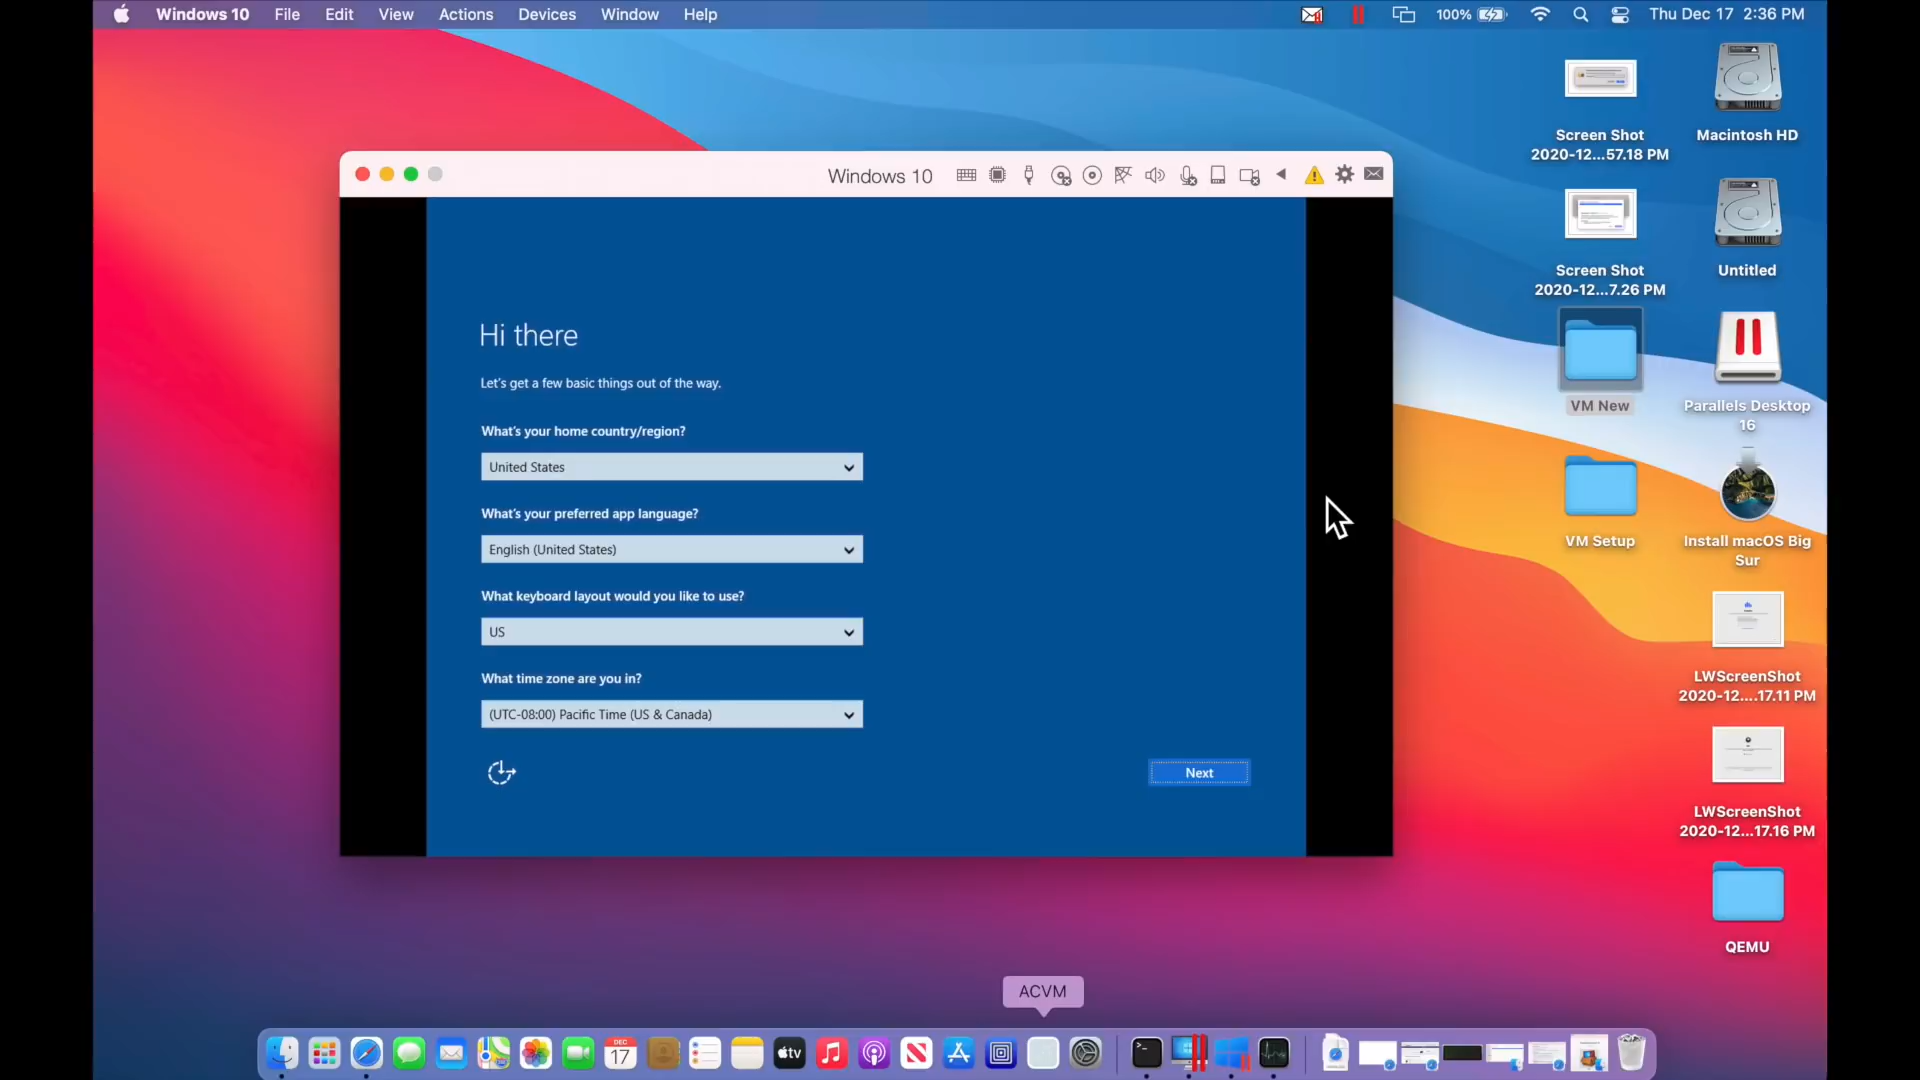 Windows 10 File Edit View Actions Devices Window Help 100% Thu Dec 17 2:36 PM
Windows 10
Hi there
Let's get a few basic things out of the way.
What's your home country/region?
United States
What's your preferred app language?
English (United States)
What keyboard layout would you like to use?
US
What time zone are you in?
(UTC-08:00) Pacific Time (US & Canada)
Next
Screen Shot
2020-12...57.18 PM
Macintosh HD
Screen Shot
2020-12...7.26 PM
Untitled
VM New
Parallels Desktop
16
VM Setup
Install macOS Big
Sur
LWScreenShot
2020-12....17.11 PM
LWScreenShot
2020-12...17.16 PM
QEMU
ACVM
DEC
17
tv